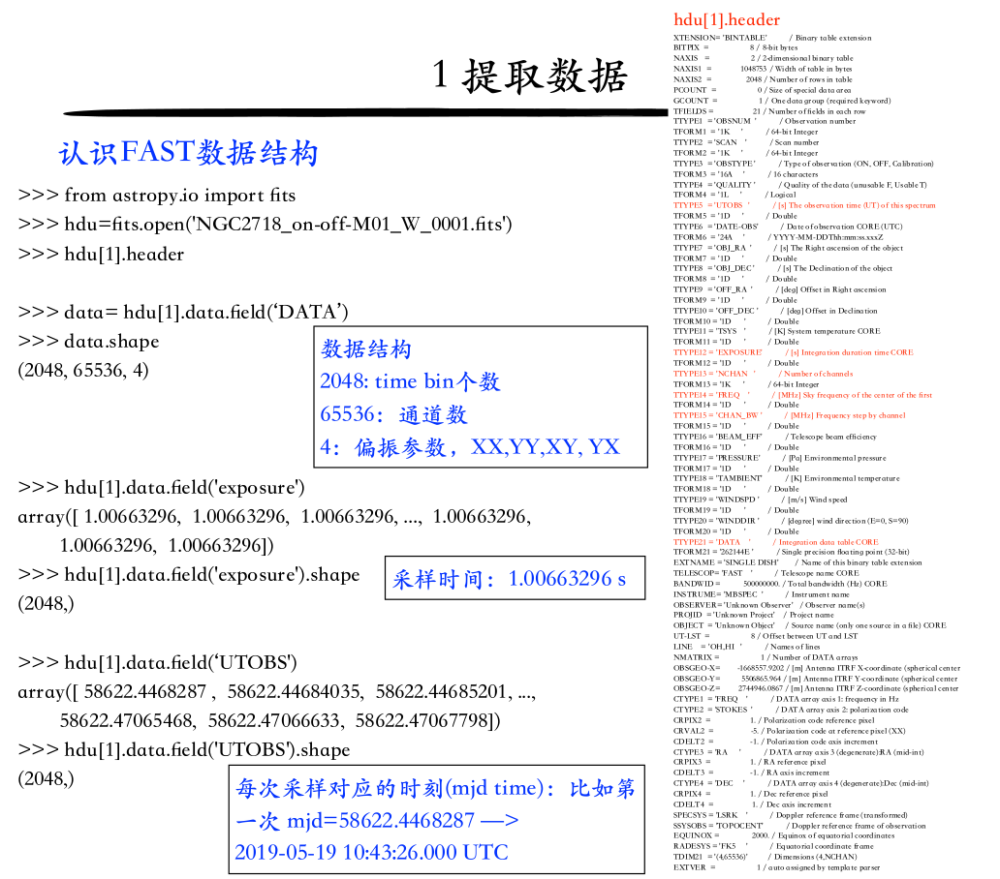 1 提取数据
认识FAST数据结构
>>> from astropy.io import fits
>>> hdu=fits.open('NGC2718_on-off-M01_W_0001.fits')
>>> hdu[1].header
>>> data= hdu[1].data.field(‘DATA’)
>>> data.shape
(2048, 65536, 4)
数据结构
2048: time bin个数
65536：通道数
4：偏振参数，XX,YY,XY, YX
>>> hdu[1].data.field('exposure')
array([ 1.00663296, 1.00663296, 1.00663296, ..., 1.00663296,
1.00663296, 1.00663296])
>>> hdu[1].data.field('exposure').shape
(2048,)
采样时间：1.00663296 s
>>> hdu[1].data.field(‘UTOBS')
array([ 58622.4468287 , 58622.44684035, 58622.44685201, ...,
58622.47065468, 58622.47066633, 58622.47067798])
>>> hdu[1].data.field('UTOBS').shape
(2048,)
每次采样对应的时刻(mjd time)：比如第
一次 mjd=58622.4468287 —>
2019-05-19 10:43:26.000 UTC
hdu[1].header
XTENSION= 'BINTABLE' / Binary table extension
BITPIX = 8 / 8-bit bytes
NAXIS = 2 / 2-dimensional binary table
NAXIS1 = 1048753 / Width of table in bytes
NAXIS2 = 2048 / Number of rows in table
PCOUNT = 0 / Size of special data area
GCOUNT = 1 / One data group (required keyword)
TFIELDS = 21 / Number of fields in each row
TTYPE1 = 'OBSNUM ' / Observation number
TFORM1 = '1K ' / 64-bit Integer
TTYPE2 = 'SCAN ' / Scan number
TFORM2 = '1K ' / 64-bit Integer
TTYPE3 = 'OBSTYPE ' / Type of observation (ON, OFF, Calibration)
TFORM3 = '16A ' / 16 characters
TTYPE4 = 'QUALITY ' / Quality of the data (unusable F, Usable T)
TFORM4 = '1L ' / Logical
TTYPE5 = 'UTOBS ' / [s] The observation time (UT) of this spectrum
TFORM5 = '1D ' / Double
TTYPE6 = 'DATE-OBS' / Date of observation CORE (UTC)
TFORM6 = '24A ' / YYYY-MM-DDThh:mm:ss.xxxZ
TTYPE7 = 'OBJ_RA ' / [s] The Right ascension of the object
TFORM7 = '1D ' / Double
TTYPE8 = 'OBJ_DEC ' / [s] The Declination of the object
TFORM8 = '1D ' / Double
TTYPE9 = 'OFF_RA ' / [deg] Offset in Right ascension
TFORM9 = '1D ' / Double
TTYPE10 = 'OFF_DEC ' / [deg] Offset in Declination
TFORM10 = '1D ' / Double
TTYPE11 = 'TSYS ' / [K] System temperature CORE
TFORM11 = '1D ' / Double
TTYPE12 = 'EXPOSURE' / [s] Integration duration time CORE
TFORM12 = '1D ' / Double
TTYPE13 = 'NCHAN ' / Number of channels
TFORM13 = '1K ' / 64-bit Integer
TTYPE14 = 'FREQ ' / [MHz] Sky frequency of the center of the first
TFORM14 = '1D ' / Double
TTYPE15 = 'CHAN_BW ' / [MHz] Frequency step by channel
TFORM15 = '1D ' / Double
TTYPE16 = 'BEAM_EFF' / Telescope beam efficiency
TFORM16 = '1D ' / Double
TTYPE17 = 'PRESSURE' / [Pa] Environmental pressure
TFORM17 = '1D ' / Double
TTYPE18 = 'TAMBIENT' / [K] Environmental temperature
TFORM18 = '1D ' / Double
TTYPE19 = 'WINDSPD ' / [m/s] Wind speed
TFORM19 = '1D ' / Double
TTYPE20 = 'WINDDIR ' / [degree] wind direction (E=0, S=90)
TFORM20 = '1D ' / Double
TTYPE21 = 'DATA ' / Integration data table CORE
TFORM21 = '262144E ' / Single precision floating point (32-bit)
EXTNAME = 'SINGLE DISH' / Name of this binary table extension
TELESCOP= 'FAST ' / Telescope name CORE
BANDWID = 500000000. / Total bandwidth (Hz) CORE
INSTRUME= 'MBSPEC ' / Instrument name
OBSERVER= 'Unknown Observer' / Observer name(s)
PROJID = 'Unknown Project' / Project name
OBJECT = 'Unknown Object' / Source name (only one source in a file) CORE
UT-LST = 8 / Offset between UT and LST
LINE = 'OH,HI ' / Names of lines
NMATRIX = 1 / Number of DATA arrays
OBSGEO-X= -1668557.9202 / [m] Antenna ITRF X-coordinate (spherical center
OBSGEO-Y= 5506865.964 / [m] Antenna ITRF Y-coordinate (spherical center
OBSGEO-Z= 2744946.0867 / [m] Antenna ITRF Z-coordinate (spherical center
CTYPE1 = 'FREQ ' / DATA array axis 1: frequency in Hz
CTYPE2 = 'STOKES ' / DATA array axis 2: polarization code
CRPIX2 = 1. / Polarization code reference pixel
CRVAL2 = -5. / Polarization code at reference pixel (XX)
CDELT2 = -1. / Polarization code axis increment
CTYPE3 = 'RA ' / DATA array axis 3 (degenerate):RA (mid-int)
CRPIX3 = 1. / RA reference pixel
CDELT3 = -1. / RA axis increment
CTYPE4 = 'DEC ' / DATA array axis 4 (degenerate):Dec (mid-int)
CRPIX4 = 1. / Dec reference pixel
CDELT4 = 1. / Dec axis increment
SPECSYS = 'LSRK ' / Doppler reference frame (transformed)
SSYSOBS = 'TOPOCENT' / Doppler reference frame of observation
EQUINOX = 2000. / Equinox of equatorial coordinates
RADESYS = 'FK5 ' / Equatorial coordinate frame
TDIM21 = '(4,65536)' / Dimensions (4,NCHAN)
EXTVER = 1 / auto assigned by template parser